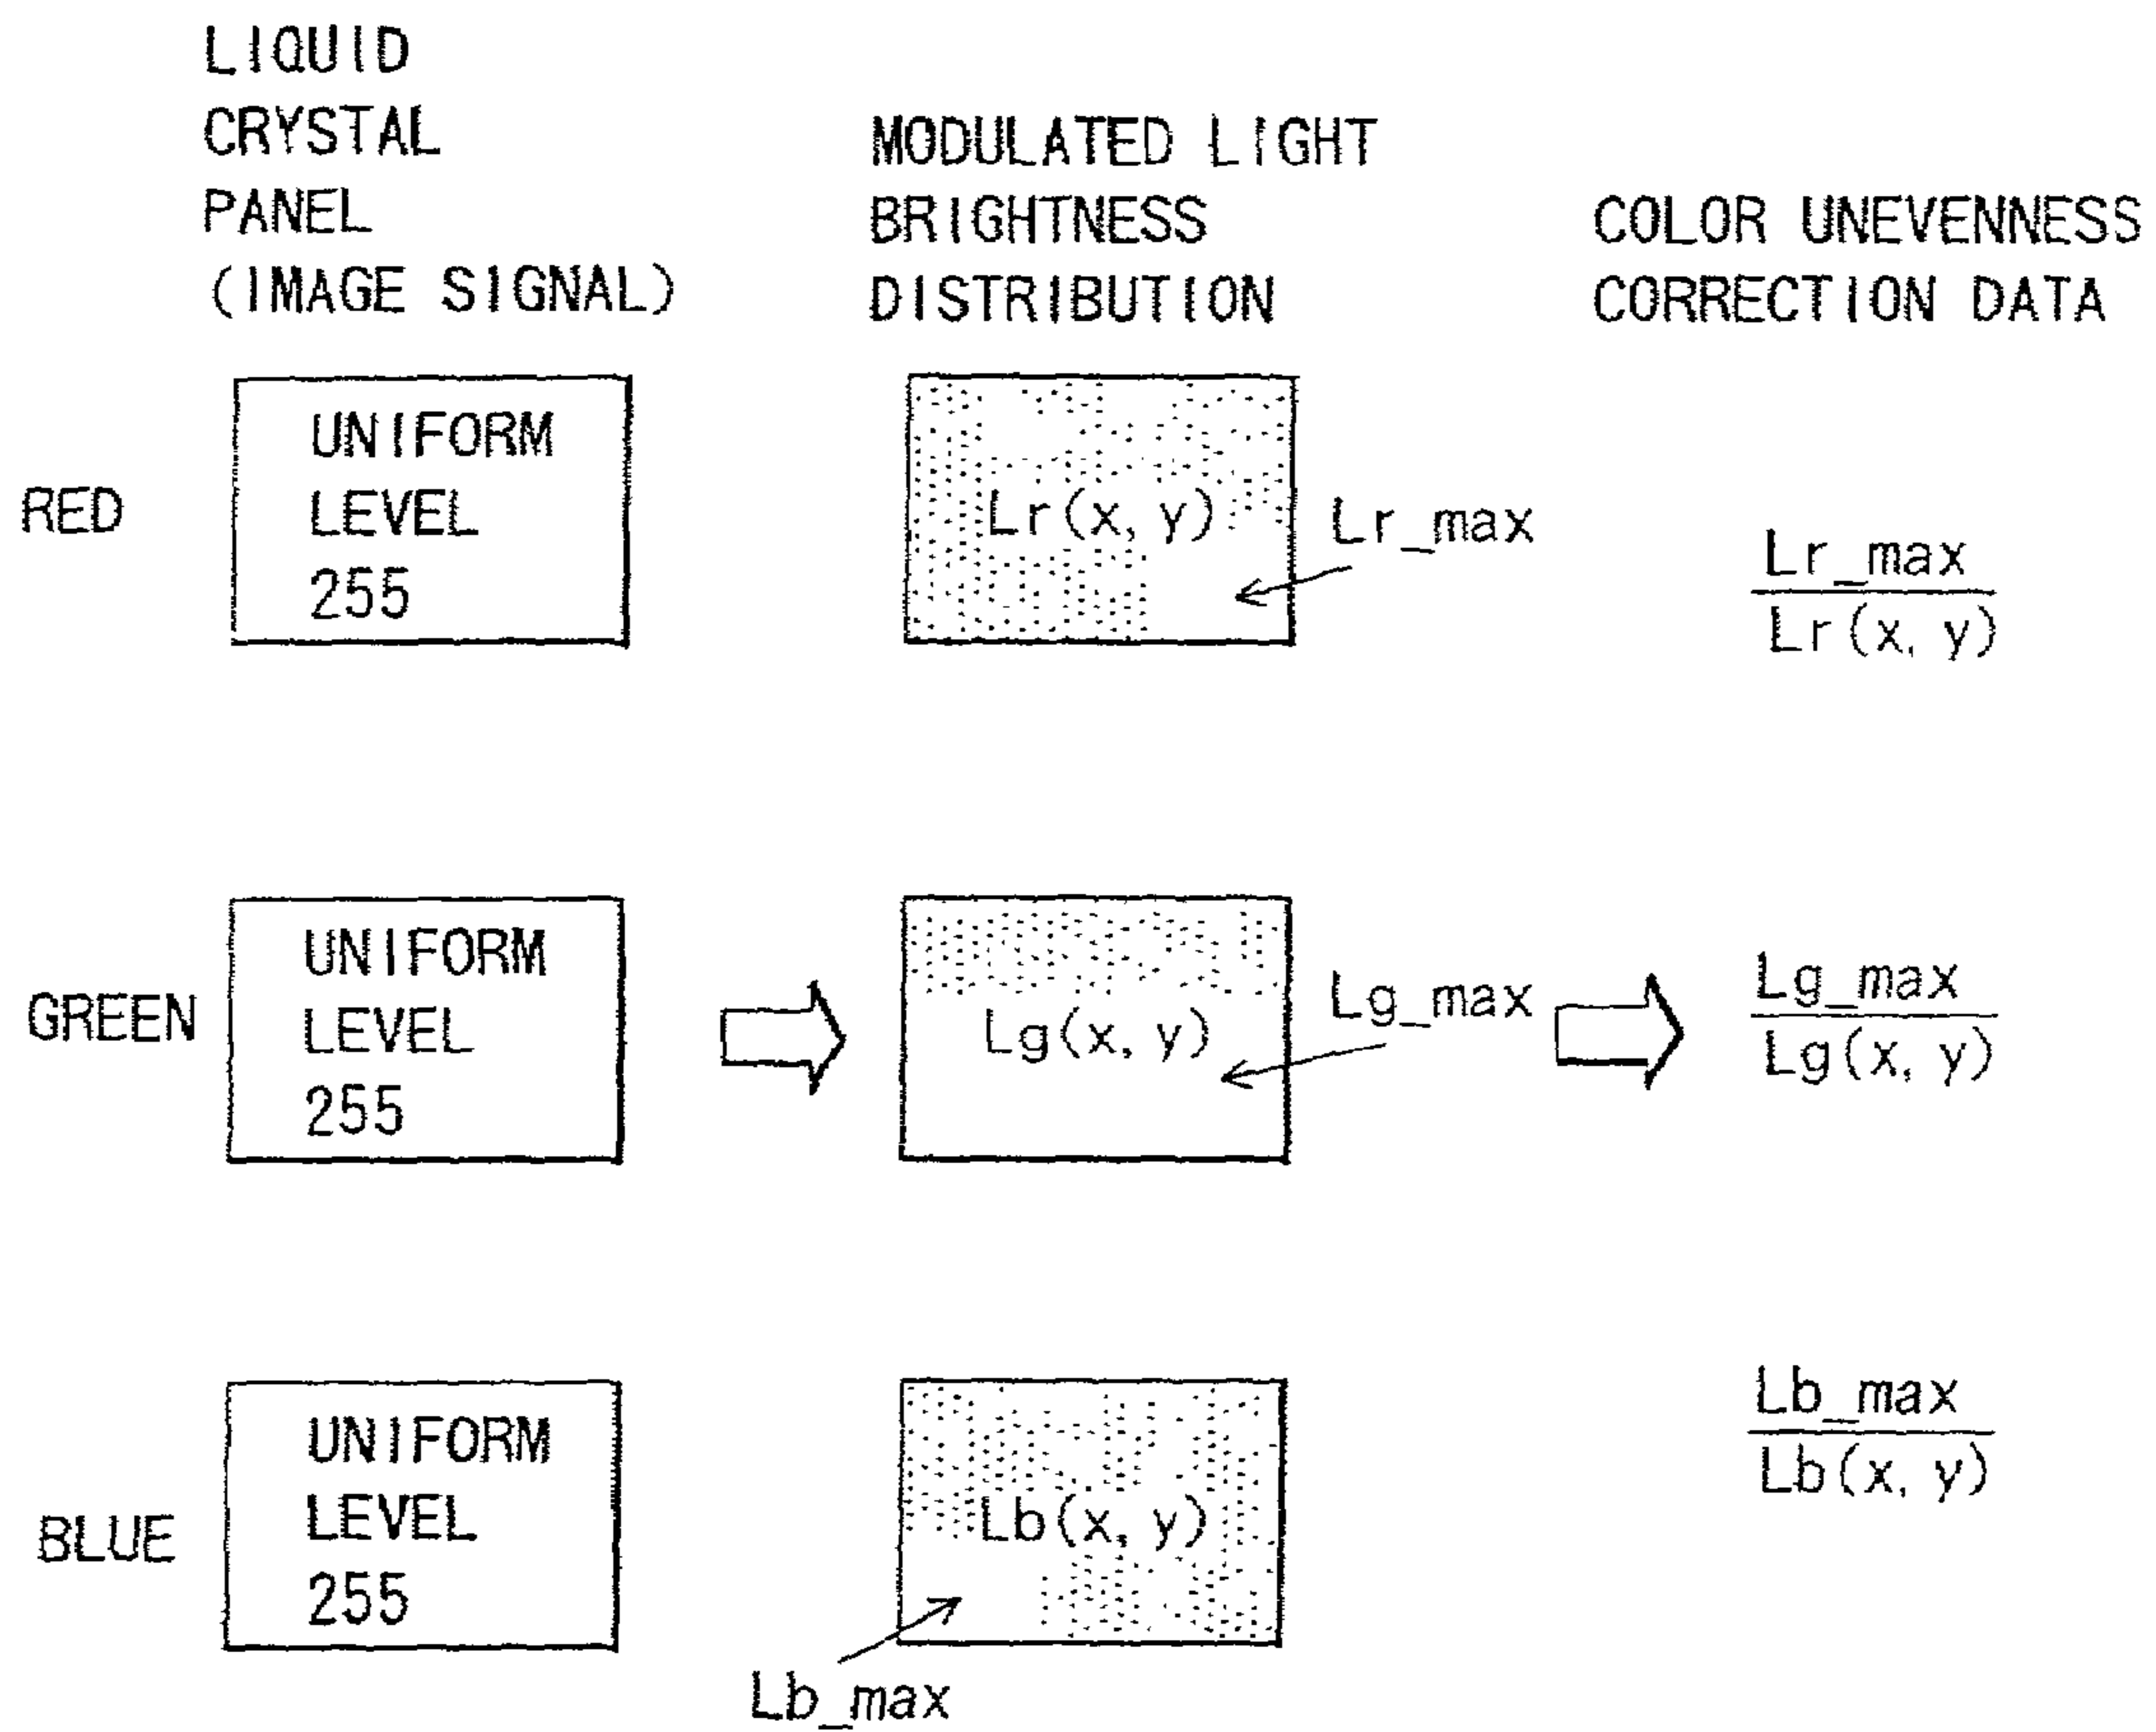 LIQUID
CRYSTAL
PANEL
(IMAGE SIGNAL)
MODULATED LIGHT
BRIGHTNESS
DISTRIBUTION
COLOR UNEVENNESS
CORRECTION DATA
RED
UNIFORM
LEVEL
255
Lr(x, y)
Lr_max
Lr_max
Lr(x, y)
GREEN
UNIFORM
LEVEL
255
Lg(x, y)
Lg_max
Lg_max
Lg(x, y)
BLUE
UNIFORM
LEVEL
255
Lb(x, y)
Lb_max
Lb_max
Lb(x, y)